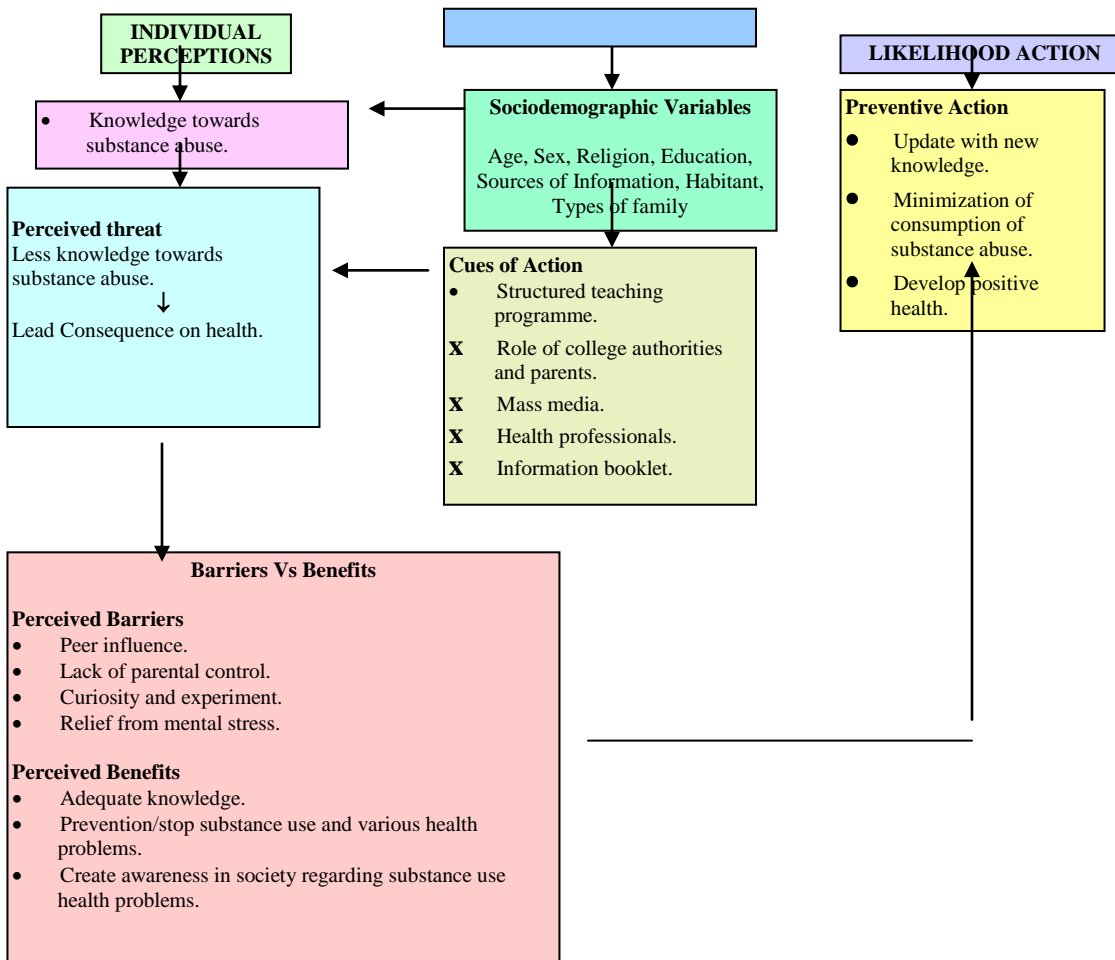 INDIVIDUAL
PERCEPTIONS
• Knowledge towards
substance abuse.
Perceived threat
Less knowledge towards
substance abuse.
↓
Lead Consequence on health.
Sociodemographic Variables
Age, Sex, Religion, Education,
Sources of Information, Habitant,
Types of family
Cues of Action
• Structured teaching
programme.
x Role of college authorities
and parents.
x Mass media.
x Health professionals.
x Information booklet.
LIKELIHOOD ACTION
Preventive Action
● Update with new
knowledge.
● Minimization of
consumption of
substance abuse.
● Develop positive
health.
Barriers Vs Benefits
Perceived Barriers
• Peer influence.
• Lack of parental control.
• Curiosity and experiment.
• Relief from mental stress.
Perceived Benefits
• Adequate knowledge.
• Prevention/stop substance use and various health
problems.
• Create awareness in society regarding substance use
health problems.